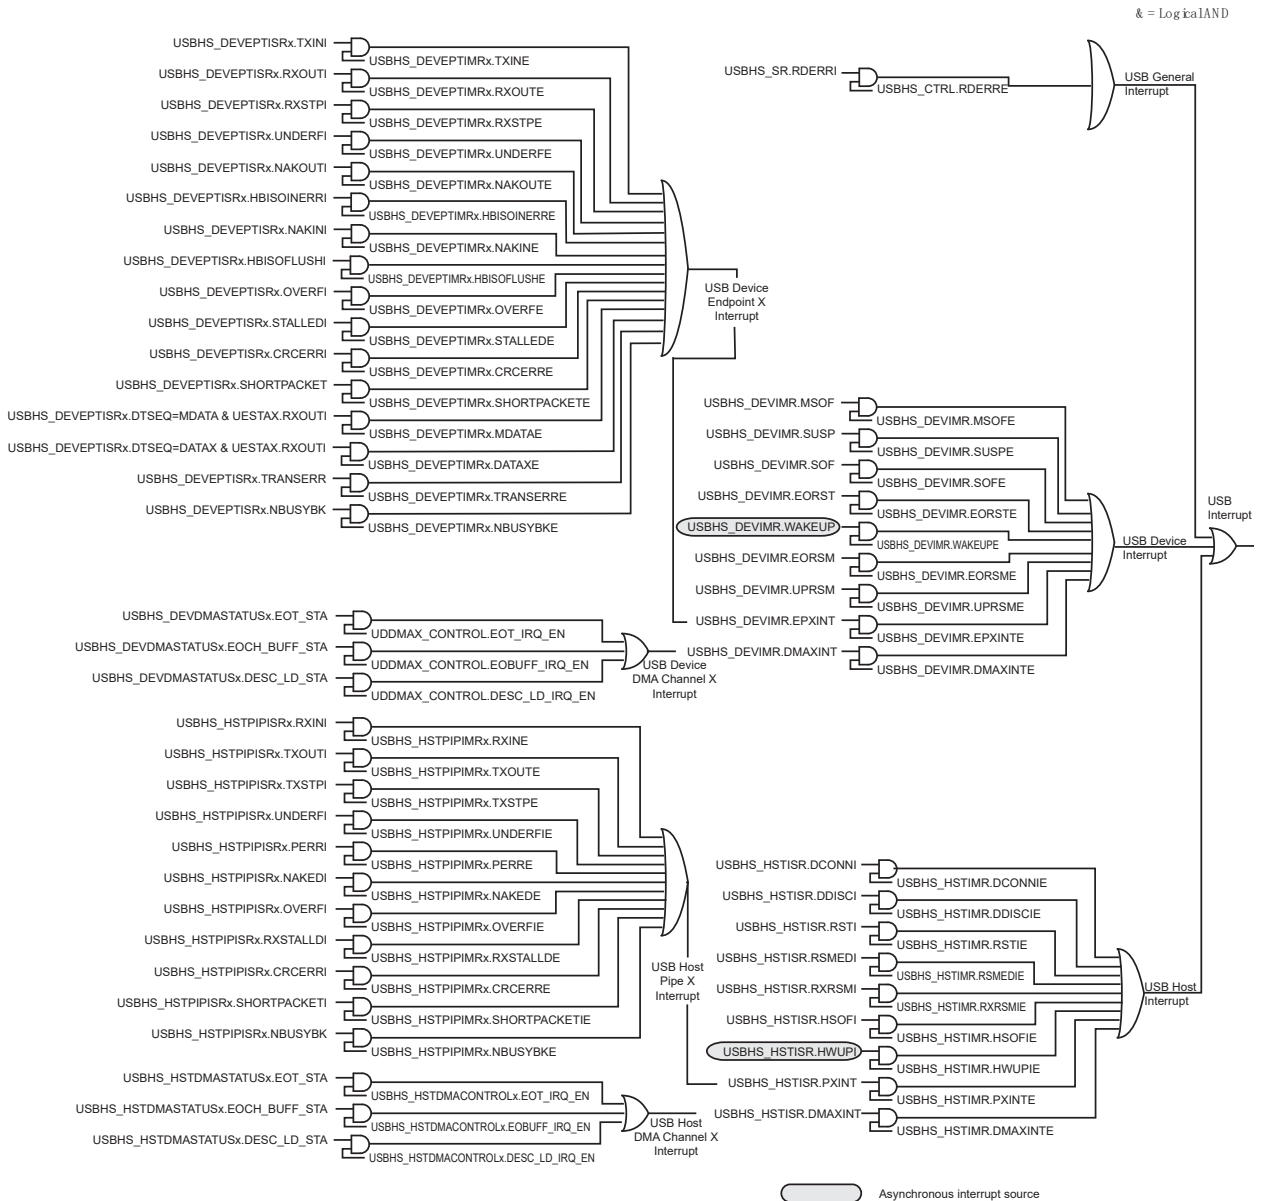 & = Logical AND
USBHS_DEVEPTISRx.TXINI
USBHS_DEVEPTIMRx.TXINE
USBHS_DEVEPTISRx.RXOUTI
USBHS_DEVEPTIMRx.RXOUTE
USBHS_DEVEPTISRx.RXSTPI
USBHS_DEVEPTIMRx.RXSTPE
USBHS_DEVEPTISRx.UNDERFI
USBHS_DEVEPTIMRx.UNDERFE
USBHS_DEVEPTISRx.NAKOUTI
USBHS_DEVEPTIMRx.NAKOUTE
USBHS_DEVEPTISRx.HBISOINERRI
USBHS_DEVEPTIMRx.HBISOINERRE
USBHS_DEVEPTISRx.NAKINI
USBHS_DEVEPTIMRx.NAKINE
USBHS_DEVEPTISRx.HBISOFLUSHI
USBHS_DEVEPTIMRx.HBISOFLUSHE
USBHS_DEVEPTISRx.OVERFI
USBHS_DEVEPTIMRx.OVERFE
USBHS_DEVEPTISRx.STALLEDI
USBHS_DEVEPTIMRx.STALLEDE
USBHS_DEVEPTISRx.CRCERRI
USBHS_DEVEPTIMRx.CRCERRE
USBHS_DEVEPTISRx.SHORTPACKET
USBHS_DEVEPTIMRx.SHORTPACKETE
USBHS_DEVEPTISRx.DTSEQ=MDATA & UESTAX.RXOUTI
USBHS_DEVEPTIMRx.MDATAE
USBHS_DEVEPTISRx.DTSEQ=DATAX & UESTAX.RXOUTI
USBHS_DEVEPTIMRx.DATAXE
USBHS_DEVEPTISRx.TRANSERR
USBHS_DEVEPTIMRx.TRANSERRE
USBHS_DEVEPTISRx.NBUSYBK
USBHS_DEVEPTIMRx.NBUSYBKE
USB Device
Endpoint X
Interrupt
USBHS_SR.RDERRI
USBHS_CTRL.RDERRE
USB General
Interrupt
USBHS_DEVIMR.MSOF
USBHS_DEVIMR.MSOFE
USBHS_DEVIMR.SUSP
USBHS_DEVIMR.SUSPE
USBHS_DEVIMR.SOF
USBHS_DEVIMR.SOFE
USBHS_DEVIMR.EORST
USBHS_DEVIMR.EORSTE
USBHS_DEVIMR.WAKEUP
USBHS_DEVIMR.WAKEUPE
USBHS_DEVIMR.EORSM
USBHS_DEVIMR.EORSME
USBHS_DEVIMR.UPRSM
USBHS_DEVIMR.UPRSME
USBHS_DEVIMR.EPXINT
USBHS_DEVIMR.EPXINTE
USBHS_DEVIMR.DMAXINT
USBHS_DEVIMR.DMAXINTE
USB Device
Interrupt
USB
Interrupt
USBHS_DEVDMASTATUSx.EOT_STA
UDDMAX_CONTROL.EOT_IRQ_EN
USBHS_DEVDMASTATUSx.EOCH_BUFF_STA
UDDMAX_CONTROL.EOBUFF_IRQ_EN
USBHS_DEVDMASTATUSx.DESC_LD_STA
UDDMAX_CONTROL.DESC_LD_IRQ_EN
USB Device
DMA Channel X
Interrupt
USBHS_HSTPIPISRx.RXINI
USBHS_HSTPIPIMRx.RXINE
USBHS_HSTPIPISRx.TXOUTI
USBHS_HSTPIPIMRx.TXOUTE
USBHS_HSTPIPISRx.TXSTPI
USBHS_HSTPIPIMRx.TXSTPE
USBHS_HSTPIPISRx.UNDERFI
USBHS_HSTPIPIMRx.UNDERFIE
USBHS_HSTPIPISRx.PERRI
USBHS_HSTPIPIMRx.PERRE
USBHS_HSTPIPISRx.NAKEDI
USBHS_HSTPIPIMRx.NAKEDE
USBHS_HSTPIPISRx.OVERFI
USBHS_HSTPIPIMRx.OVERFIE
USBHS_HSTPIPISRx.RXSTALLDI
USBHS_HSTPIPIMRx.RXSTALLDE
USBHS_HSTPIPISRx.CRCERRI
USBHS_HSTPIPIMRx.CRCERRE
USBHS_HSTPIPISRx.SHORTPACKETI
USBHS_HSTPIPIMRx.SHORTPACKETIE
USBHS_HSTPIPISRx.NBUSYBK
USBHS_HSTPIPIMRx.NBUSYBKE
USB Host
Pipe X
Interrupt
USBHS_HSTISR.DCONNI
USBHS_HSTIMR.DCONNIE
USBHS_HSTISR.DDISCI
USBHS_HSTIMR.DDISCIE
USBHS_HSTISR.RSTI
USBHS_HSTIMR.RSTIE
USBHS_HSTISR.RSMEDI
USBHS_HSTIMR.RSMEDIE
USBHS_HSTISR.RXRSMI
USBHS_HSTIMR.RXRSMIE
USBHS_HSTISR.HSOFI
USBHS_HSTIMR.HSOFIE
USBHS_HSTISR.HWUPI
USBHS_HSTIMR.HWUPIE
USBHS_HSTISR.PXINT
USBHS_HSTIMR.PXINTE
USBHS_HSTISR.DMAXINT
USBHS_HSTIMR.DMAXINTE
USB Host
Interrupt
USBHS_HSTDMASTATUSx.EOT_STA
USBHS_HSTDMACONTROLx.EOT_IRQ_EN
USBHS_HSTDMASTATUSx.EOCH_BUFF_STA
USBHS_HSTDMACONTROLx.EOBUFF_IRQ_EN
USBHS_HSTDMASTATUSx.DESC_LD_STA
USBHS_HSTDMACONTROLx.DESC_LD_IRQ_EN
USB Host
DMA Channel X
Interrupt
Asynchronous interrupt source